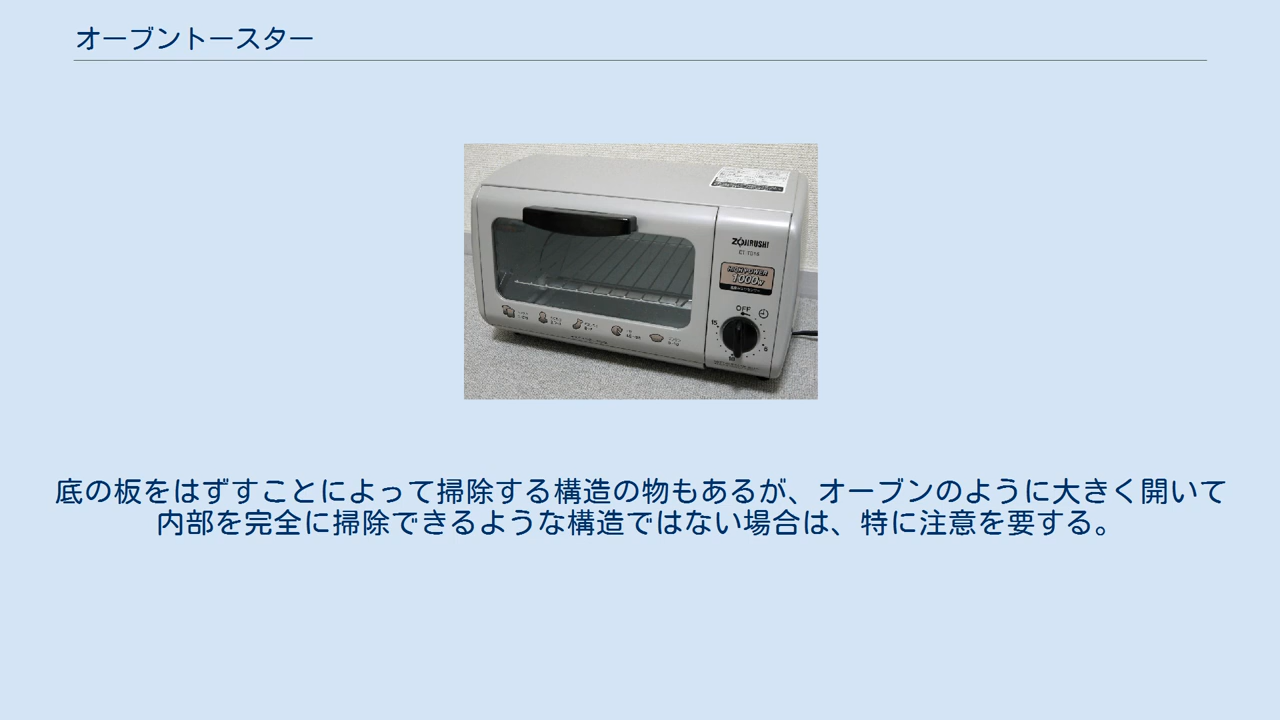 オーブントースター
ZOJIRUSHI
HIGH POWER
1000W
OFF
15
底の板をはずすことによって掃除する構造の物もあるが、オーブンのように大きく開いて
内部を完全に掃除できるような構造ではない場合は、特に注意を要する。